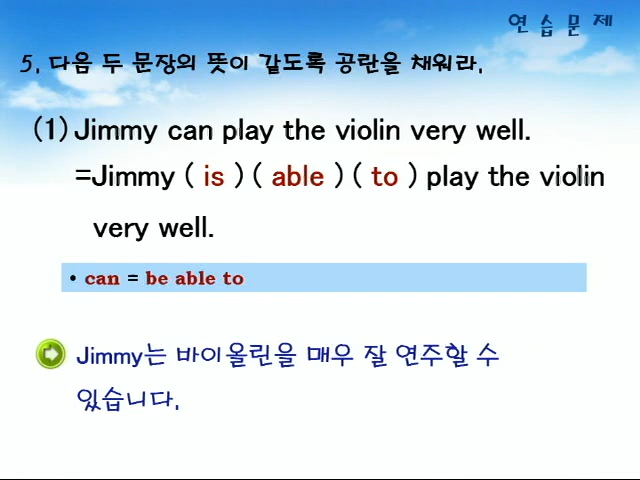 연습문제
5. 다음 두 문장의 뜻이 같도록 공란을 채워라.
(1) Jimmy can play the violin very well.
=Jimmy ( is ) ( able ) ( to ) play the violin
very well.
• can = be able to
Jimmy는 바이올린을 매우 잘 연주할 수
있습니다.